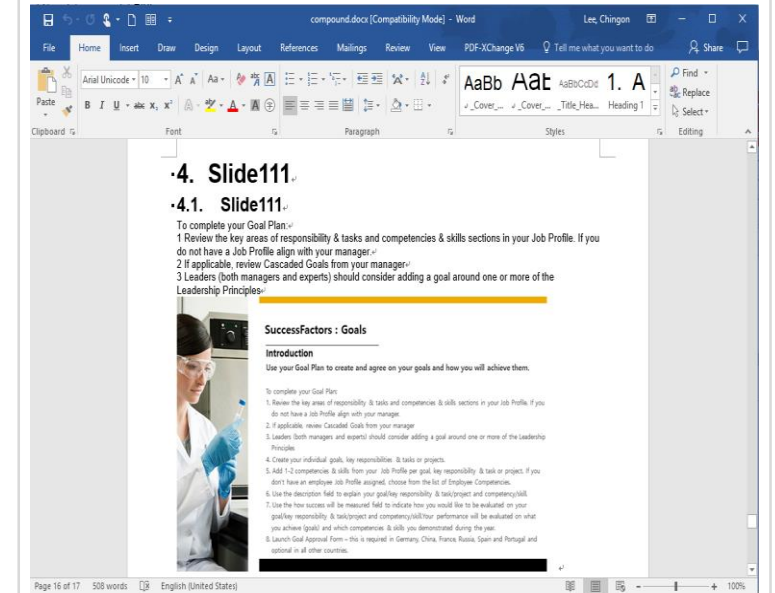 compound.docx [Compatibility Mode] - Word
Lee, Chingon
File Home Insert Draw Design Layout References Mailings Review View PDF-XChange V6 Tell me what you want to do Share
Paste
Arial Unicode 10
Aa
B I U abc X₂ X²
AaBb AaB AaBbCcDd 1. A
_Cover_... _Cover_... _Title_Hea... Heading 1
Find
Replace
Select
Clipboard Font Paragraph Styles Editing
4. Slide111
4.1. Slide111
To complete your Goal Plan:
1 Review the key areas of responsibility & tasks and competencies & skills sections in your Job Profile. If you
do not have a Job Profile align with your manager.
2 If applicable, review Cascaded Goals from your manager
3 Leaders (both managers and experts) should consider adding a goal around one or more of the
Leadership Principles
SuccessFactors : Goals
Introduction
Use your Goal Plan to create and agree on your goals and how you will achieve them.
To complete your Goal Plan:
1. Review the key areas of responsibility & tasks and competencies & skills sections in your Job Profile. If you
do not have a Job Profile align with your manager.
2. If applicable, review Cascaded Goals from your manager
3. Leaders (both managers and experts) should consider adding a goal around one or more of the Leadership
Principles
4. Create your individual goals, key responsibilities & tasks or projects.
5. Add 1-2 competencies & skills from your Job Profile per goal, key responsibility & task or project. If you
don't have an employee Job Profile assigned, choose from the list of Employee Competencies.
6. Use the description field to explain your goal/key responsibility & task/project and competency/skill.
7. Use the how success will be measured field to indicate how you would like to be evaluated on your
goal/key responsibility & task/project and competency/skill.Your performance will be evaluated on what
you achieve (goals) and which competencies & skills you demonstrated during the year.
8. Launch Goal Approval Form – this is required in Germany, China, France, Russia, Spain and Portugal and
optional in all other countries.
Page 16 of 17 508 words English (United States) 100%